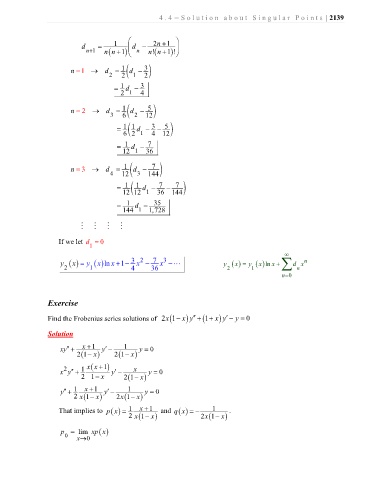 4.4 – Solution about Singular Points | 2139
d_{n+1} = \frac{1}{n(n+1)} \left( d_n - \frac{2n+1}{n!(n+1)!} \right)
n=1 → d_2 = \frac{1}{2} \left( d_1 - \frac{3}{2} \right)
= \frac{1}{2} d_1 - \frac{3}{4}
n=2 → d_3 = \frac{1}{6} \left( d_2 - \frac{5}{12} \right)
= \frac{1}{6} \left( \frac{1}{2} d_1 - \frac{3}{4} - \frac{5}{12} \right)
= \frac{1}{12} d_1 - \frac{7}{36}
n=3 → d_4 = \frac{1}{12} \left( d_3 - \frac{7}{144} \right)
= \frac{1}{12} \left( \frac{1}{12} d_1 - \frac{7}{36} - \frac{7}{144} \right)
= \frac{1}{144} d_1 - \frac{35}{1,728}
⋮ ⋮ ⋮ ⋮
If we let d_1 = 0
y_2(x) = y_1(x) ln x + 1 - \frac{3}{4} x^2 - \frac{7}{36} x^3 - ⋯ y_2(x) = y_1(x) ln x + \sum_{n=0}^{∞} d_n x^n
Exercise
Find the Frobenius series solutions of 2x(1-x)y″ + (1+x)y′ - y = 0
Solution
xy″ + \frac{x+1}{2(1-x)} y′ - \frac{1}{2(1-x)} y = 0
x^2 y″ + \frac{1}{2} \frac{x(x+1)}{1-x} y′ - \frac{x}{2(1-x)} y = 0
y″ + \frac{1}{2} \frac{x+1}{x(1-x)} y′ - \frac{1}{2x(1-x)} y = 0
That implies to p(x) = \frac{1}{2} \frac{x+1}{x(1-x)} and q(x) = -\frac{1}{2x(1-x)}.
p_0 = \lim_{x→0} xp(x)